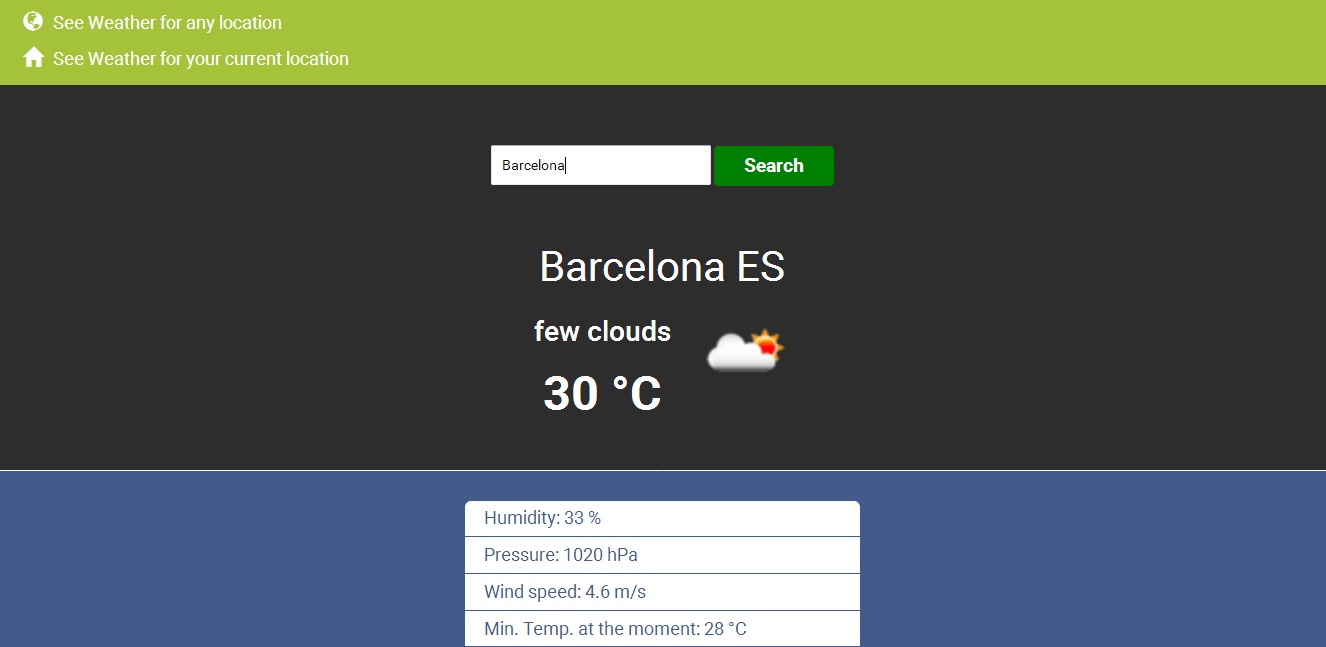 See Weather for any location
See Weather for your current location
Barcelona Search
Barcelona ES
few clouds
30 °C
Humidity: 33 %
Pressure: 1020 hPa
Wind speed: 4.6 m/s
Min. Temp. at the moment: 28 °C